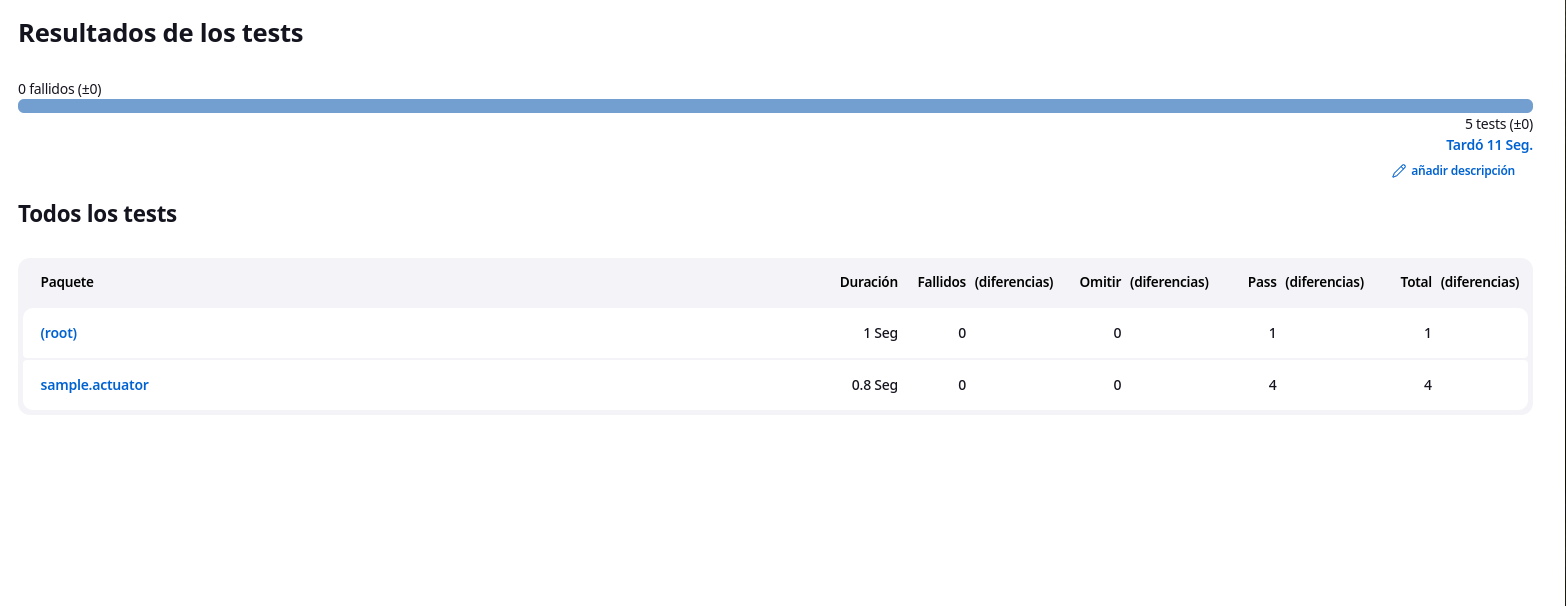 Resultados de los tests
0 fallidos (±0)
5 tests (±0)
Tardó 11 Seg.
añadir descripción
Todos los tests
Paquete Duración Fallidos (diferencias) Omitir (diferencias) Pass (diferencias) Total (diferencias)
(root) 1 Seg 0 0 1 1
sample.actuator 0.8 Seg 0 0 4 4